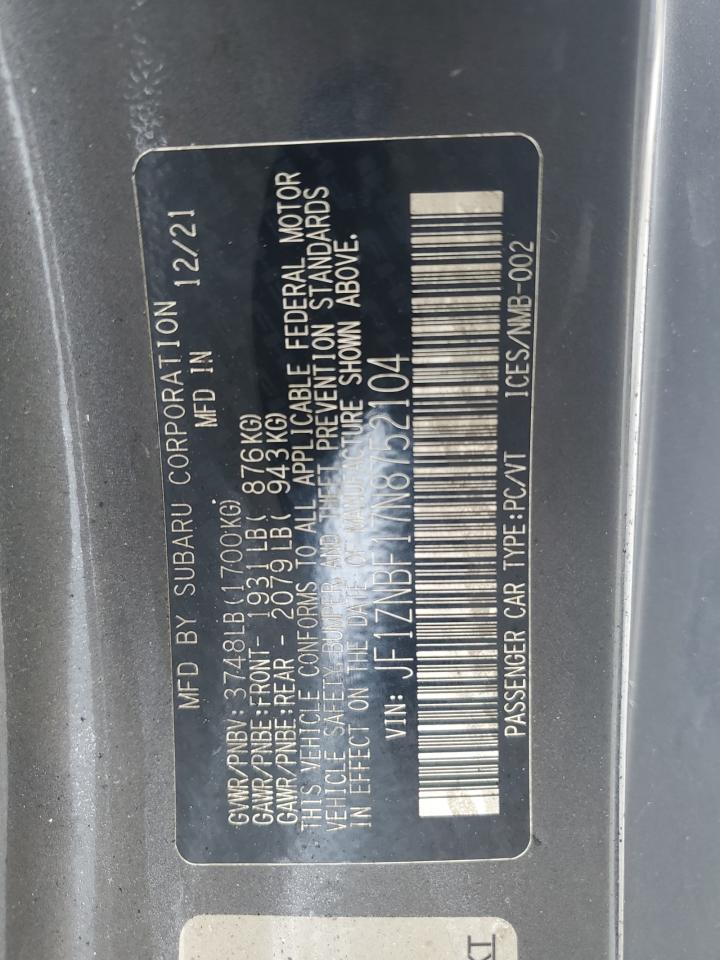 MFD BY SUBARU CORPORATION
MFD IN 12/21
GVWR/PNBV: 3748LB(1700KG)
GAWR/PNBE:FRONT- 1931LB( 876KG)
GAWR/PNBE:REAR - 2079LB( 943KG)
THIS VEHICLE CONFORMS TO ALL APPLICABLE FEDERAL MOTOR
VEHICLE SAFETY,BUMPER, AND THEFT PREVENTION STANDARDS
IN EFFECT ON THE DATE OF MANUFACTURE SHOWN ABOVE.
VIN: JF1ZNBF17N8752104
PASSENGER CAR TYPE:PC/VT ICES/NMB-002